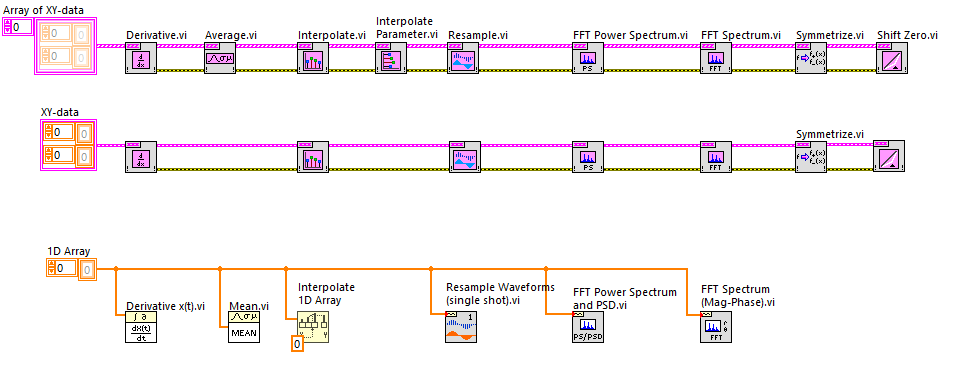 Array of XY-data
0
0
0
0
0
Derivative.vi
Average.vi
Interpolate.vi
Interpolate
Parameter.vi
Resample.vi
FFT Power Spectrum.vi
FFT Spectrum.vi
Symmetrize.vi
Shift Zero.vi
d
dx
σμ
PS
FFT
XY-data
0
0
0
0
Symmetrize.vi
d
dx
PS
FFT
1D Array
0
0
Derivative x(t).vi
Mean.vi
Interpolate
1D Array
Resample Waveforms
(single shot).vi
FFT Power Spectrum
and PSD.vi
FFT Spectrum
(Mag-Phase).vi
∫ ∂
dX(t)
dt
σμ
MEAN
0
1
PS/PSD
FFT